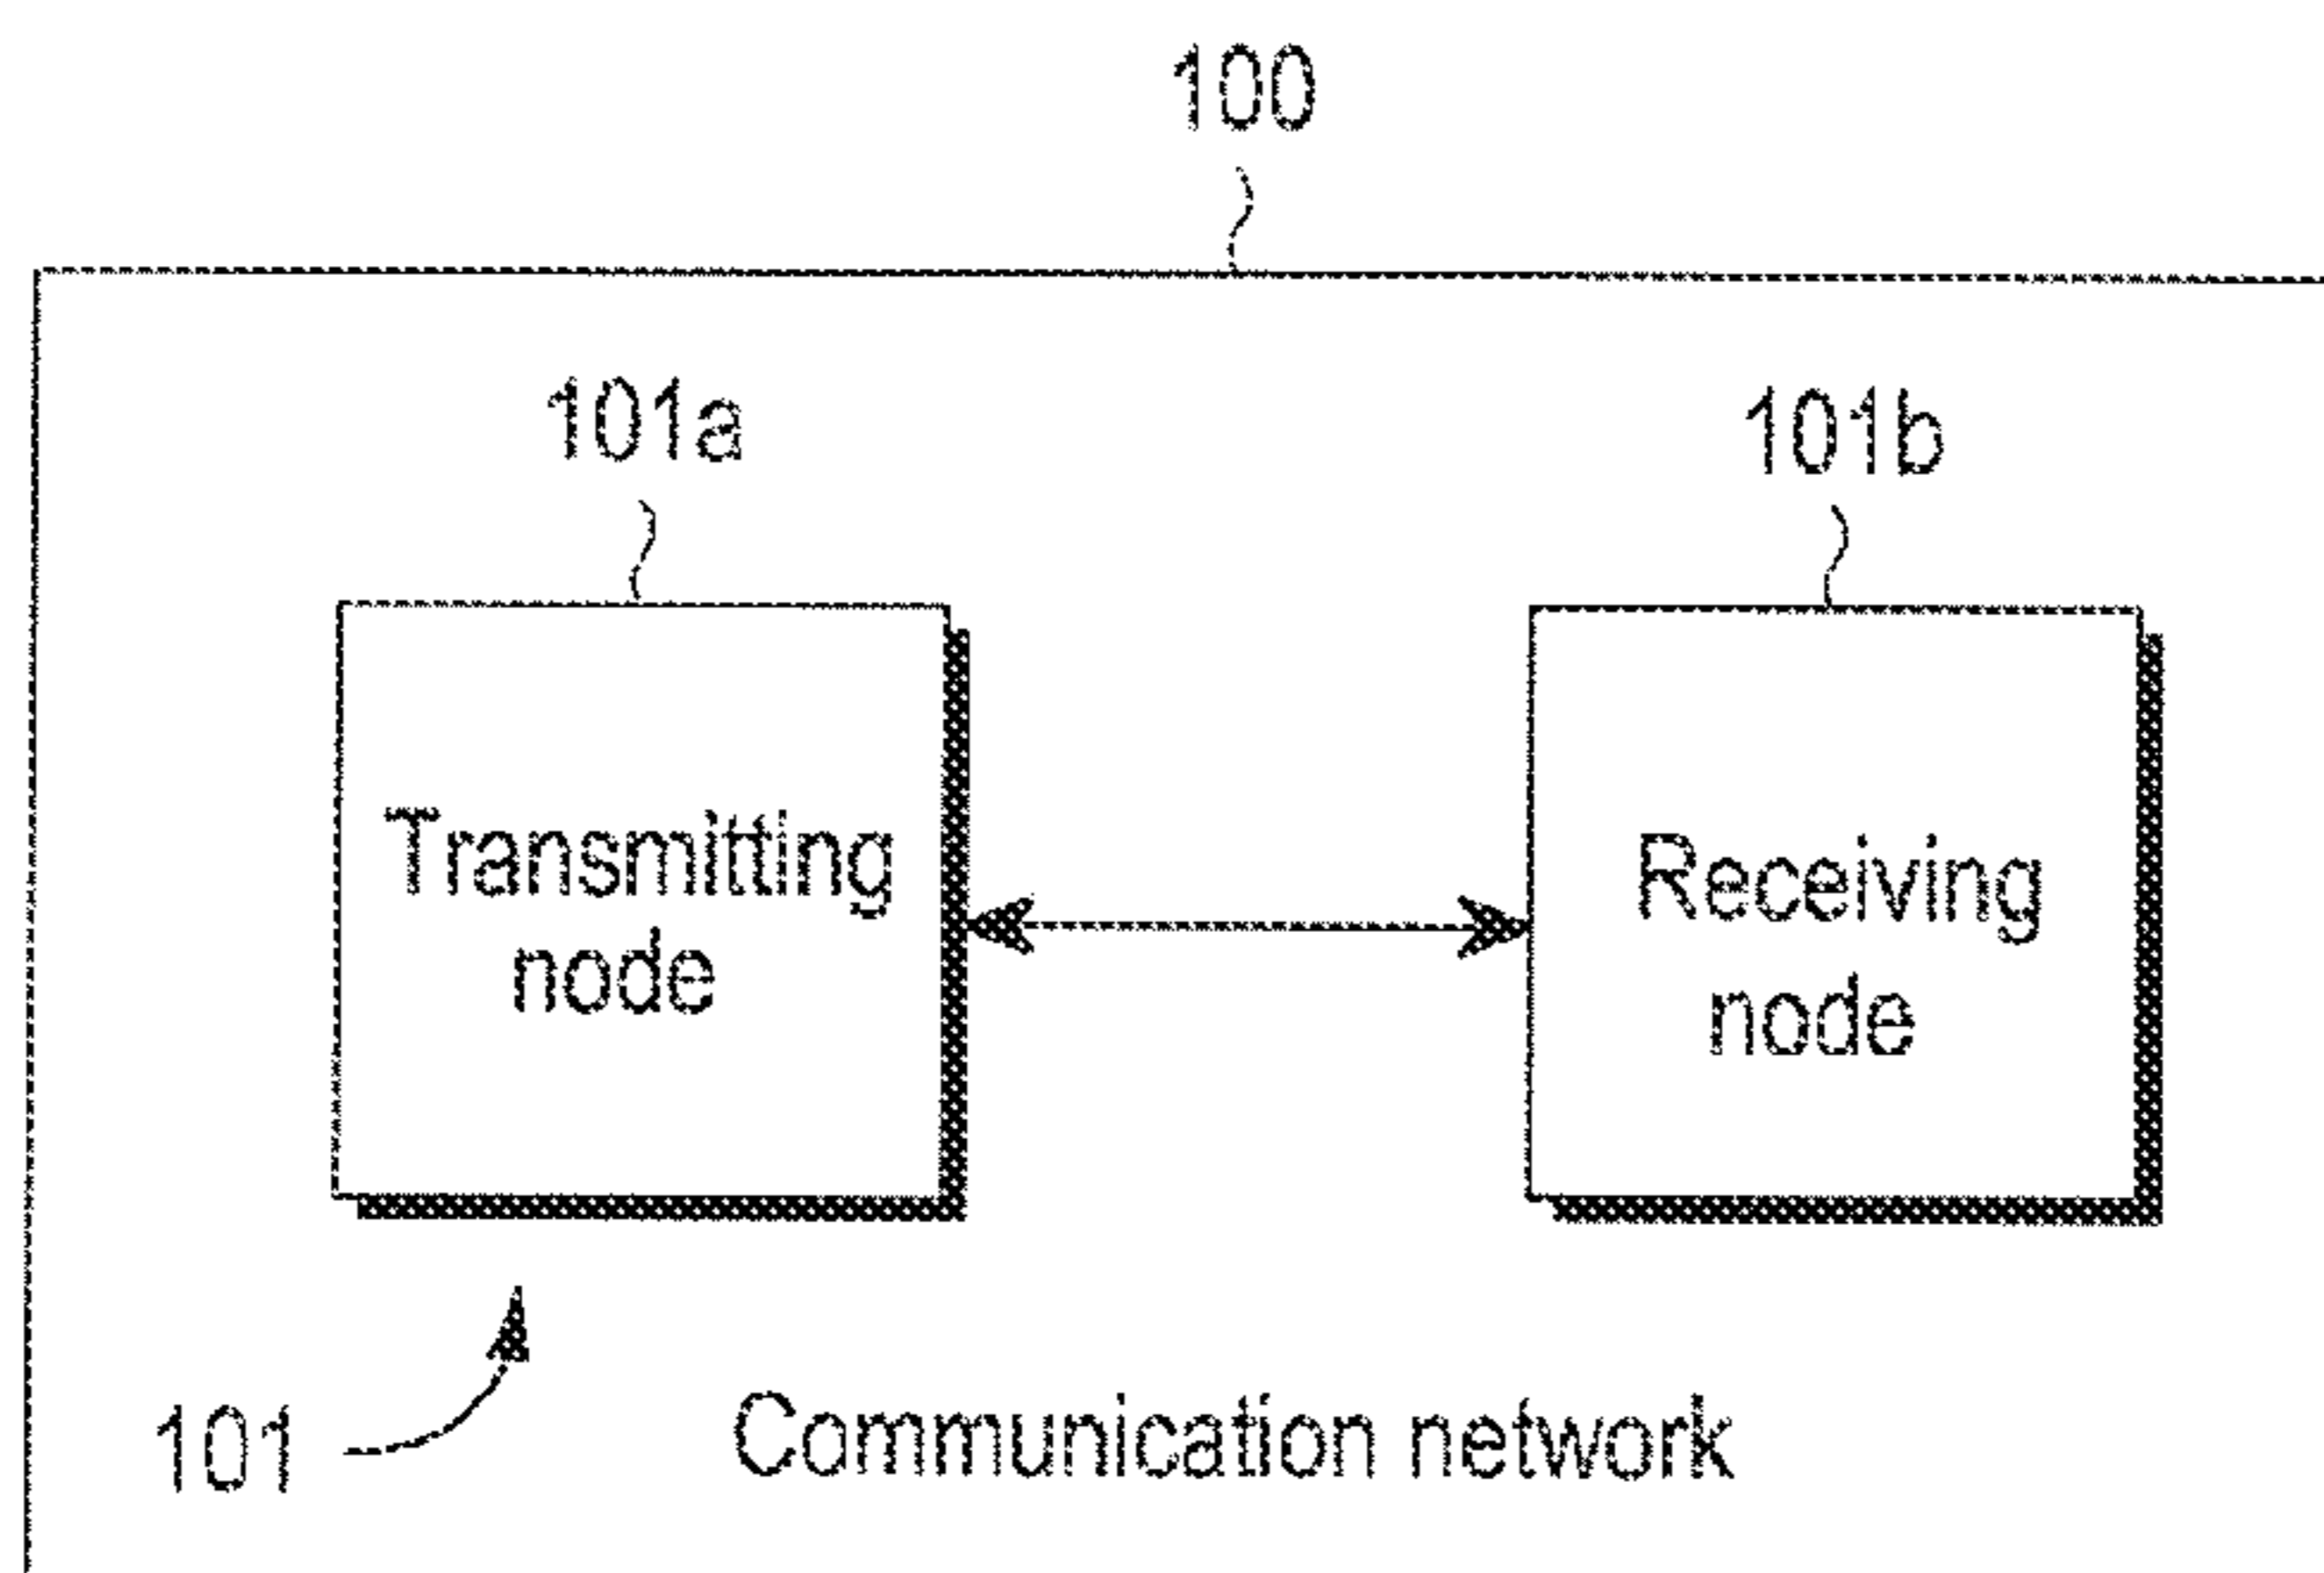 100
101a
101b
Transmitting
node
Receiving
node
101
Communication network